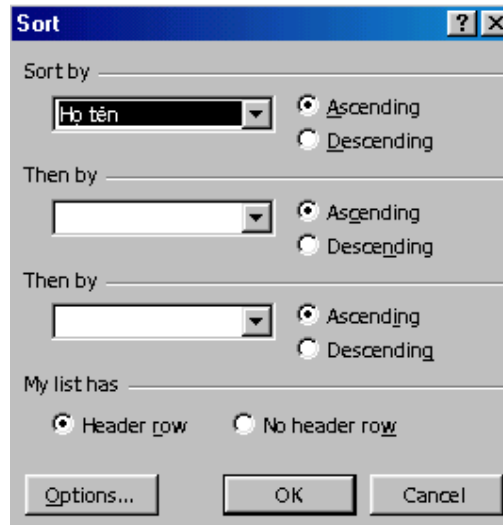 Sort
Sort by
Họ tên
Ascending
Descending
Then by
Ascending
Descending
Then by
Ascending
Descending
My list has
Header row
No header row
Options...
OK
Cancel